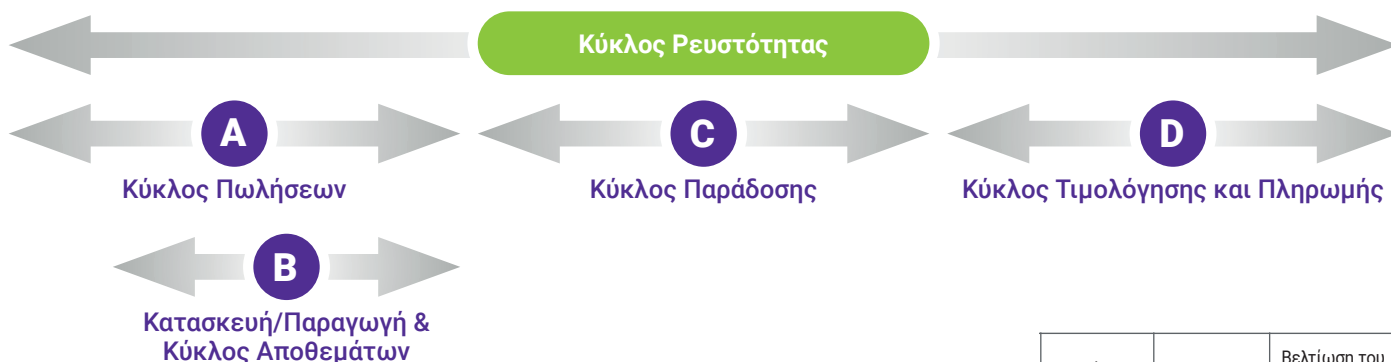 Κύκλος Ρευστότητας
A
C
D
Κύκλος Πωλήσεων
Κύκλος Παράδοσης
Κύκλος Τιμολόγησης και Πληρωμής
B
Κατασκευή/Παραγωγή &
Κύκλος Αποθεμάτων
Βελτίωση του